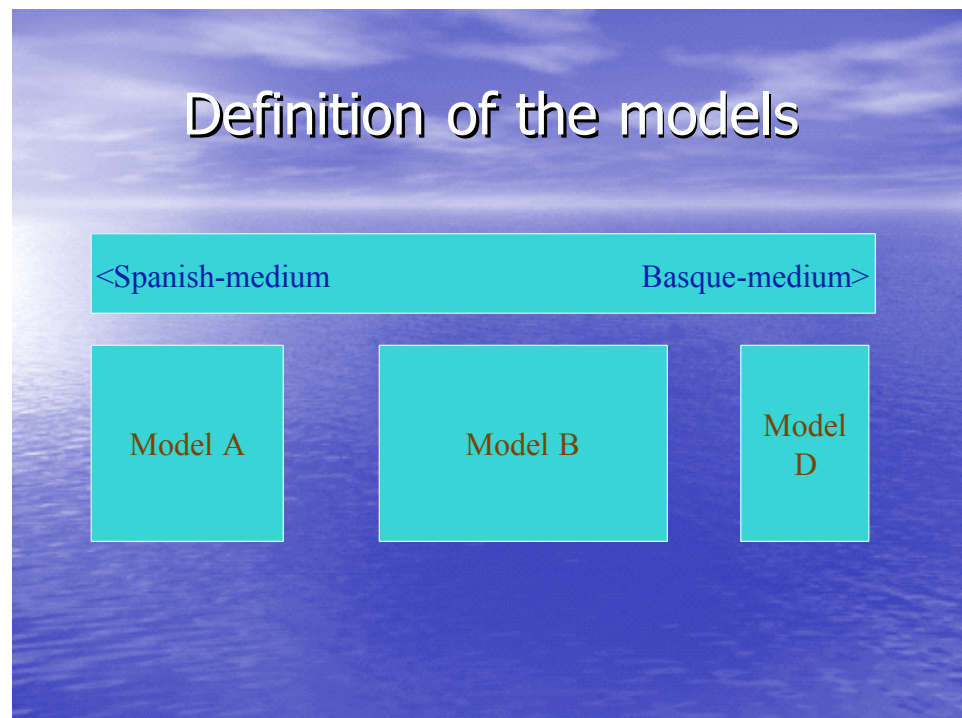 Definition of the models
<Spanish-medium Basque-medium>
Model A Model B Model
D